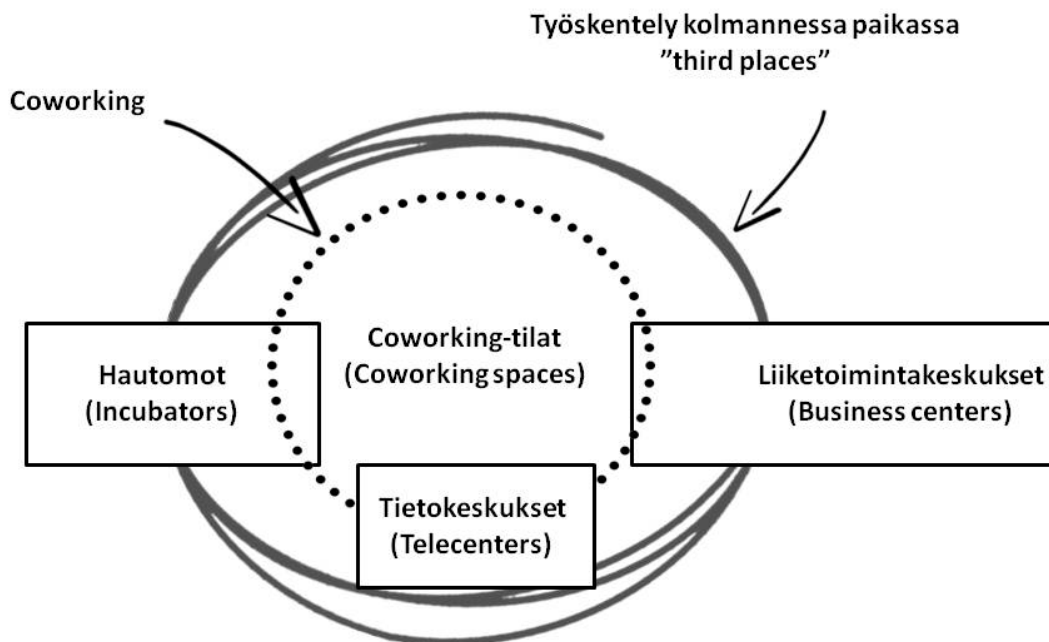 Työskentely kolmannessa paikassa
”third places”
Coworking
Coworking-tilat
(Coworking spaces)
Hautomot
(Incubators)
Liiketoimintakeskukset
(Business centers)
Tietokeskukset
(Telecenters)